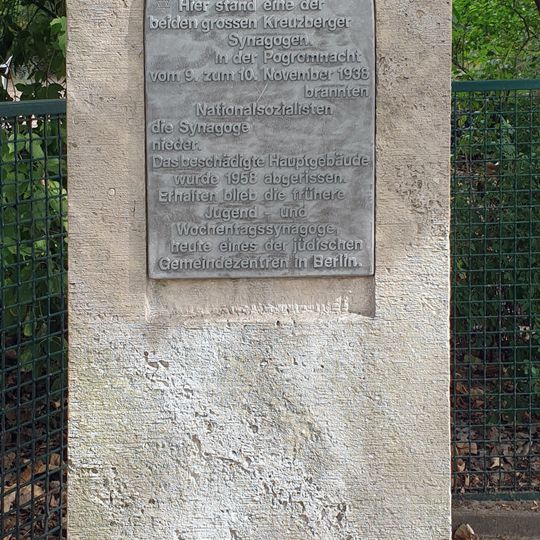 Hier stand eine der
beiden grossen Kreuzberger
Synagogen.
In der Pogromnacht
vom 9. zum 10. November 1938
brannten
Nationalsozialisten
die Synagoge
nieder.
Das beschädigte Hauptgebäude
wurde 1958 abgerissen.
Erhalten blieb die frühere
Jugend - und
Wochentagssynagoge,
heute eines der jüdischen
Gemeindezentren in Berlin.